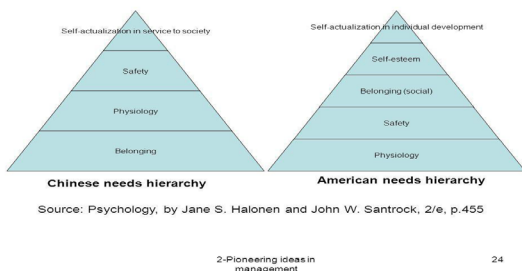 Self-actualization in service to society
Safety
Physiology
Belonging
Chinese needs hierarchy
Self-actualization in individual development
Self-esteem
Belonging (social)
Safety
Physiology
American needs hierarchy
Source: Psychology, by Jane S. Halonen and John W. Santrock, 2/e, p.455
2-Pioneering ideas in
management
24